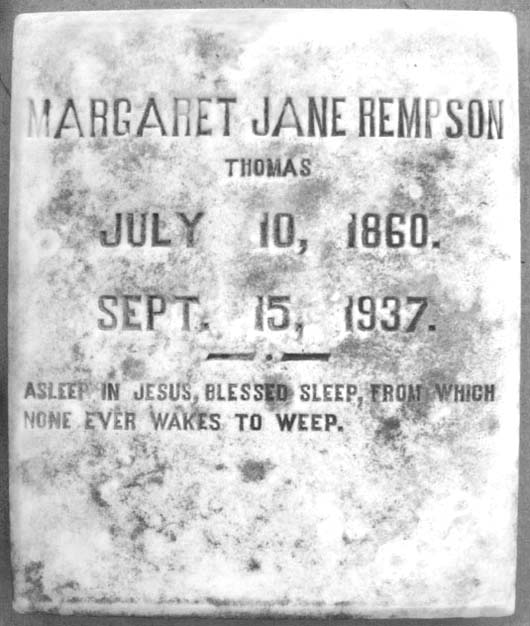 MARGARET JANE REMPSON
THOMAS
JULY 10, 1860.
SEPT. 15, 1937.
ASLEEP IN JESUS, BLESSED SLEEP, FROM WHICH
NONE EVER WAKES TO WEEP.